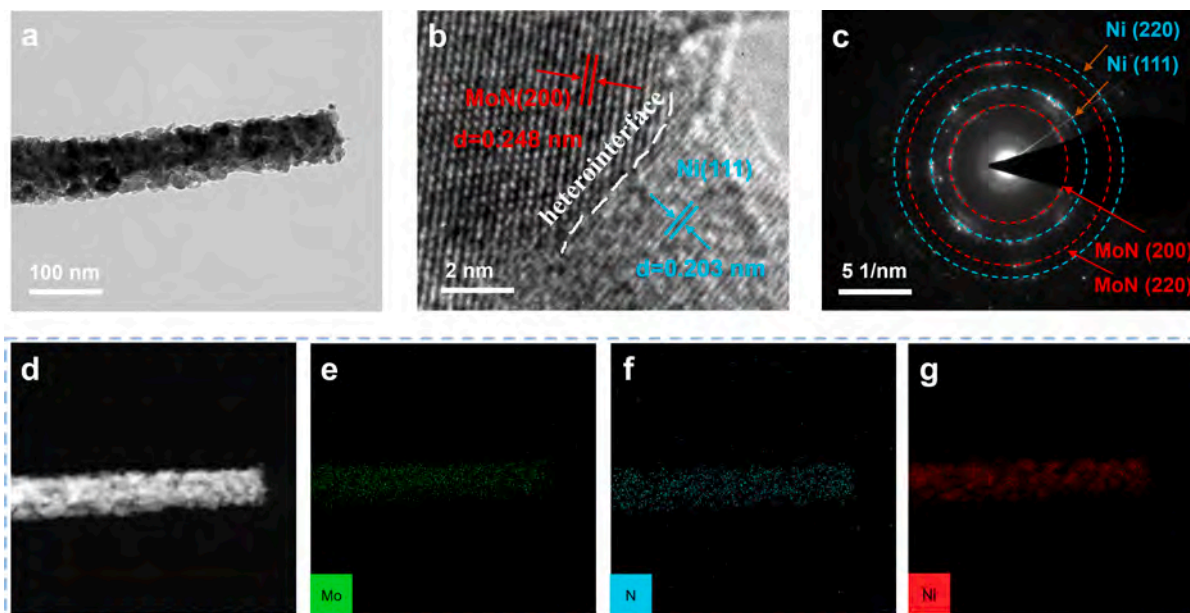 a
100 nm
b
MoN(200)
d=0.248 nm
heterointerface
Ni(111)
d=0.203 nm
2 nm
c
Ni (220)
Ni (111)
MoN (200)
MoN (220)
5 1/nm
d
e
Mo
f
N
g
Ni